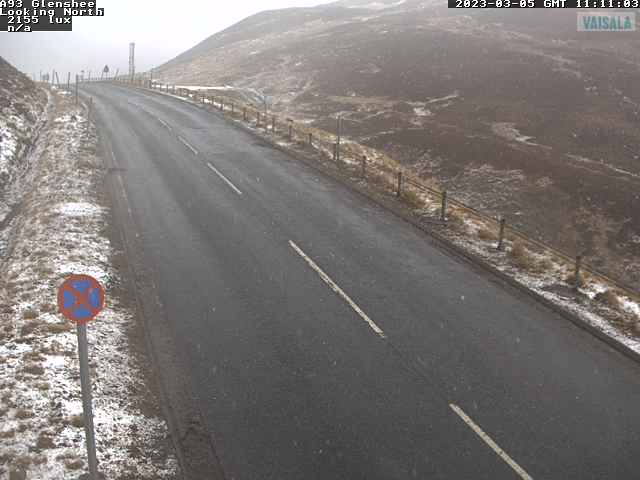 A93 Glenshee
Looking North
2155 lux
n/a
2023-03-05 GMT 11:11:03
VAISALA